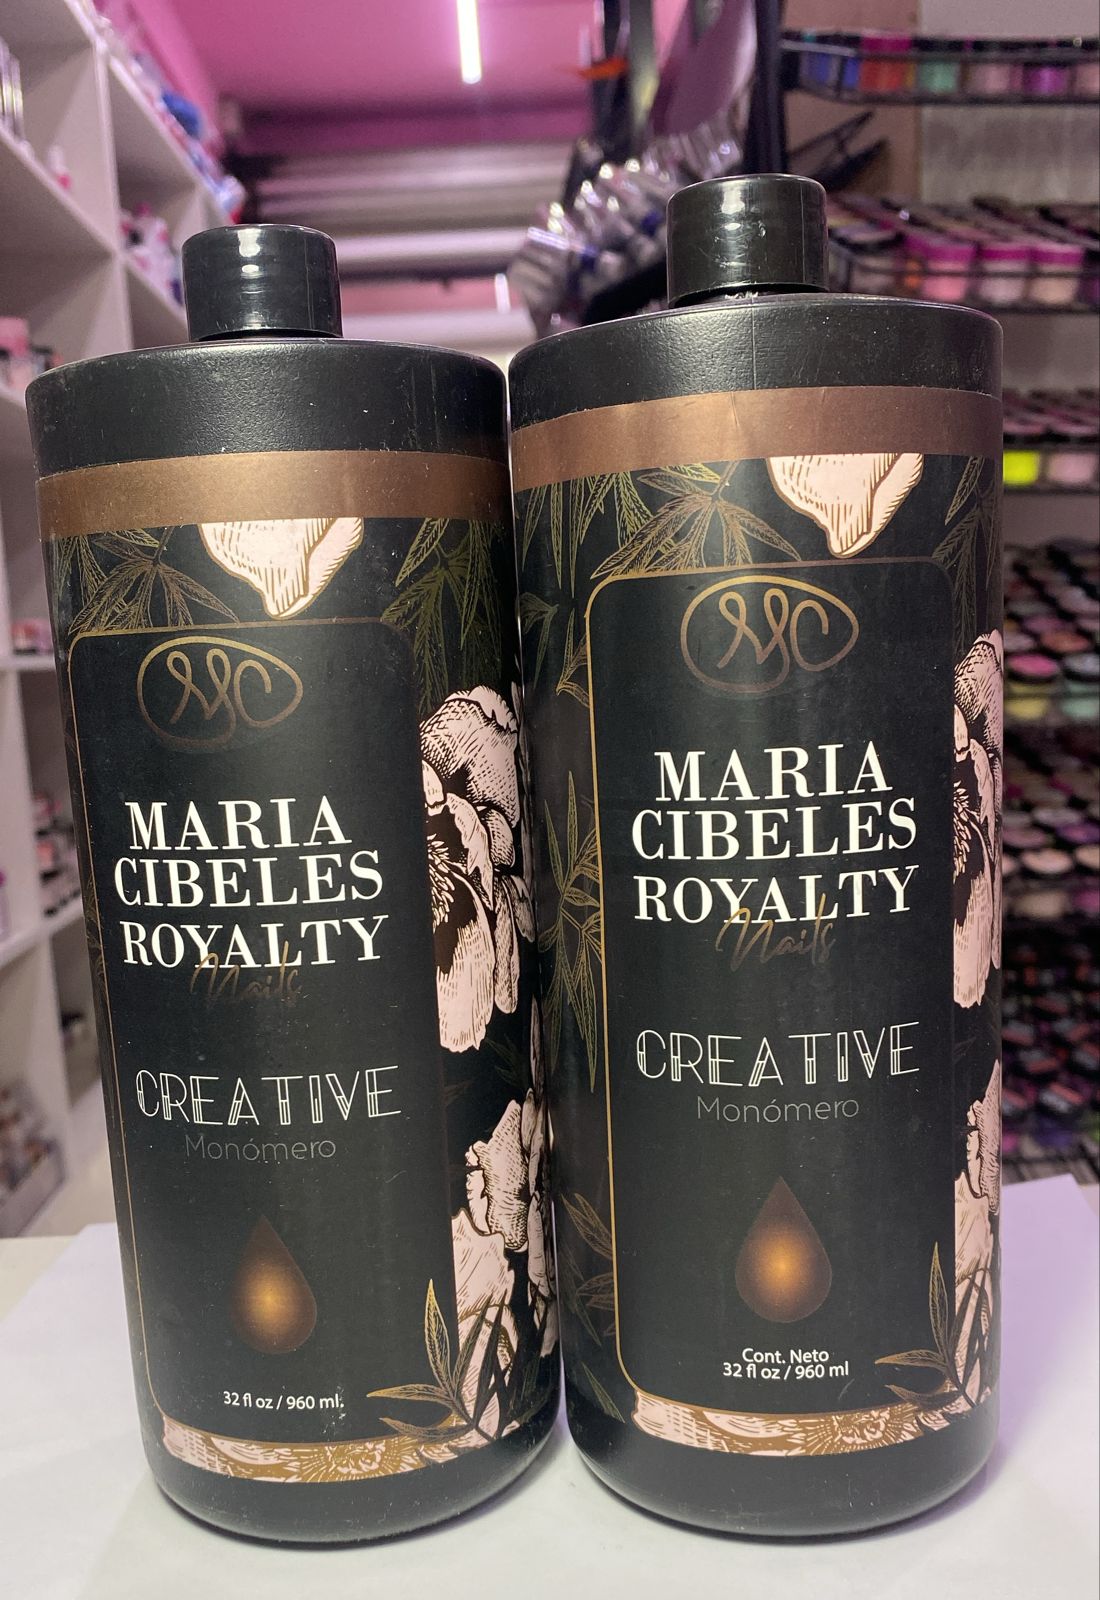 MC
MARIA
CIBELES
ROYALTY
Nails
CREATIVE
Monómero
32 fl oz / 960 ml.
MC
MARIA
CIBELES
ROYALTY
Nails
CREATIVE
Monómero
Cont. Neto
32 fl oz / 960 ml